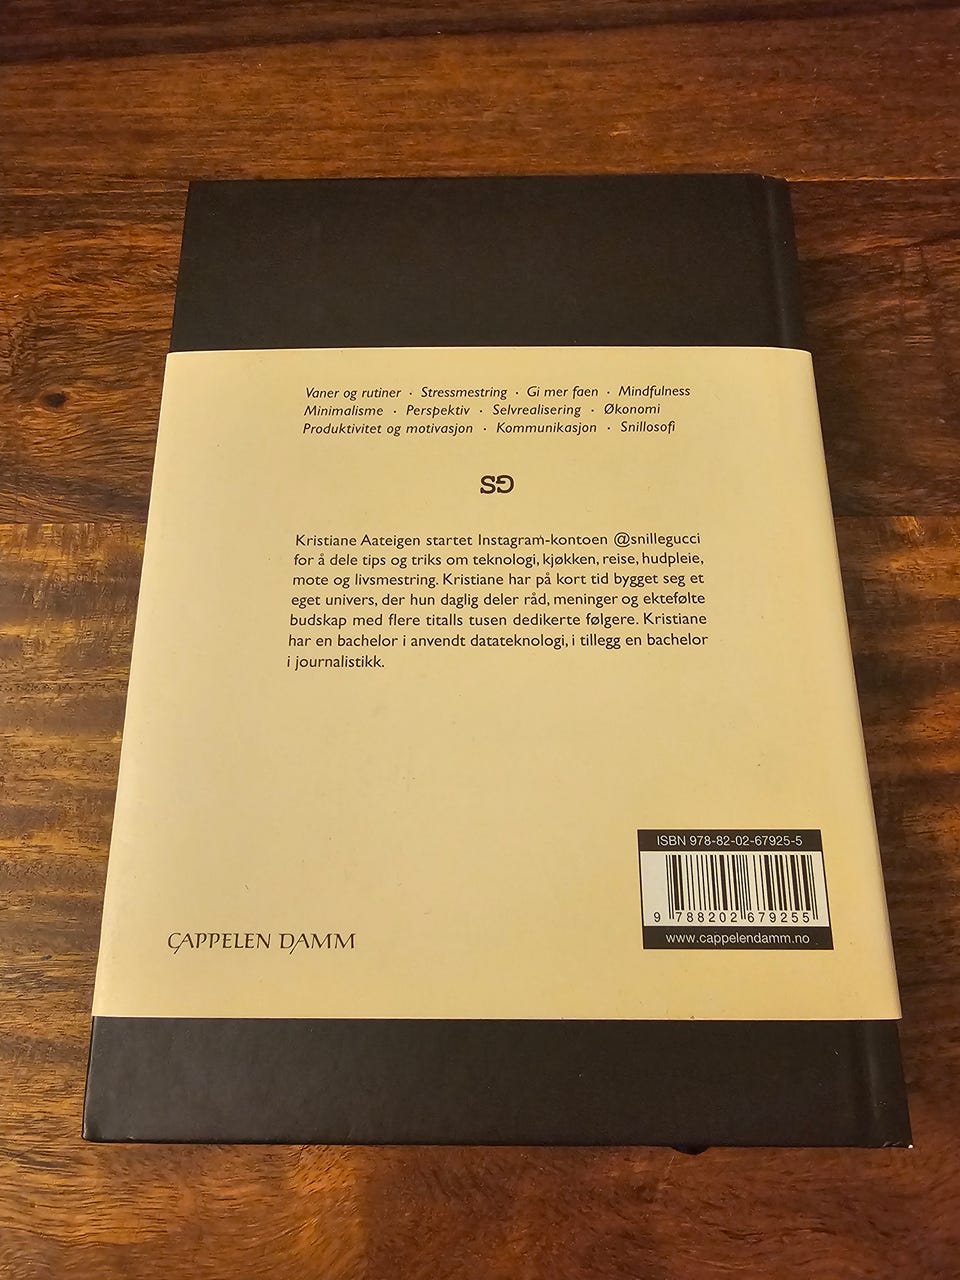 Vaner og rutiner · Stressmestring · Gi mer faen · Mindfulness
Minimalisme · Perspektiv · Selvrealisering · Økonomi
Produktivitet og motivasjon · Kommunikasjon · Snillosofi
SG
Kristiane Aateigen startet Instagram-kontoen @snillegucci
for å dele tips og triks om teknologi, kjøkken, reise, hudpleie,
mote og livsmestring. Kristiane har på kort tid bygget seg et
eget univers, der hun daglig deler råd, meninger og ektefølte
budskap med flere titalls tusen dedikerte følgere. Kristiane
har en bachelor i anvendt datateknologi, i tillegg en bachelor
i journalistikk.
ISBN 978-82-02-67925-5
9 788202 679255
www.cappelendamm.no
CAPPELEN DAMM